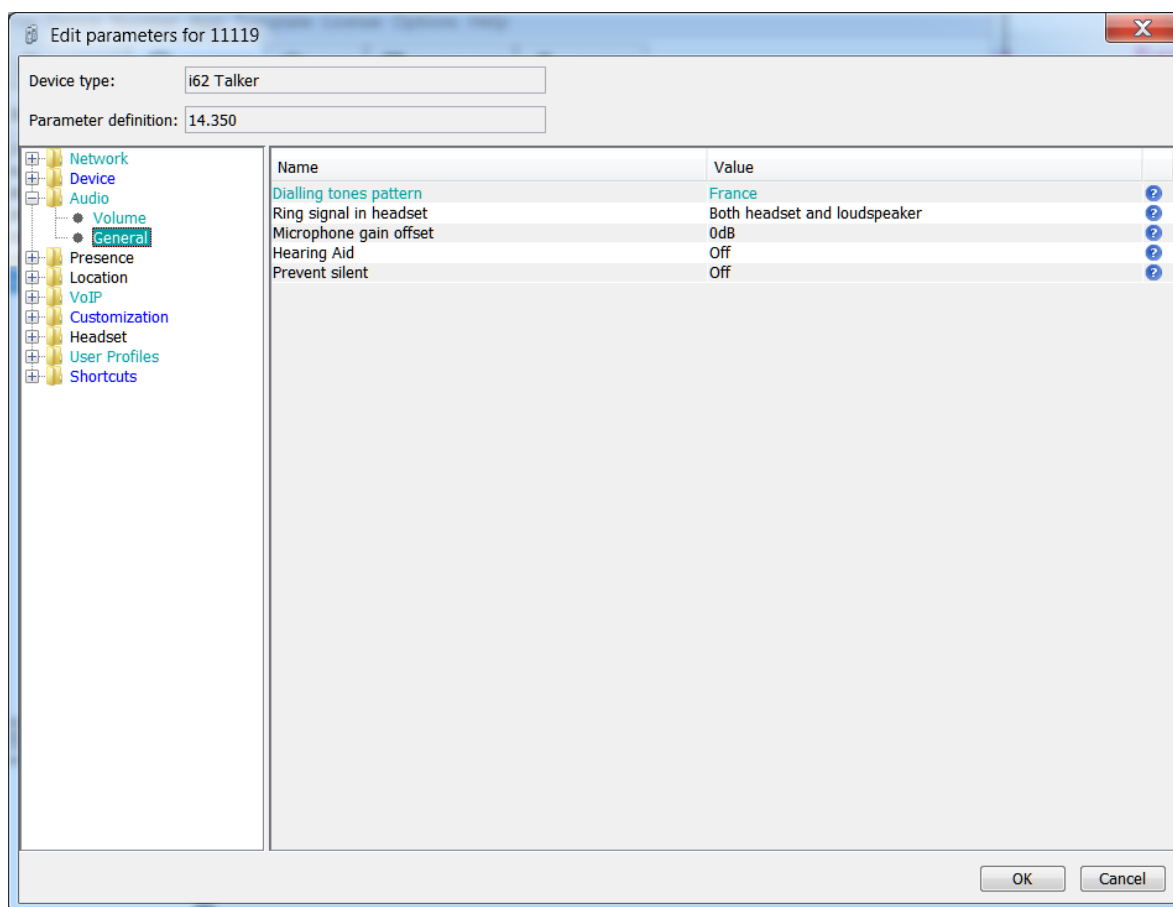 Edit parameters for 11119
Device type: i62 Talker
Parameter definition: 14.350
Network
Device
Audio
Volume
General
Presence
Location
VoIP
Customization
Headset
User Profiles
Shortcuts
Name Value
Dialling tones pattern France
Ring signal in headset Both headset and loudspeaker
Microphone gain offset 0dB
Hearing Aid Off
Prevent silent Off
OK Cancel